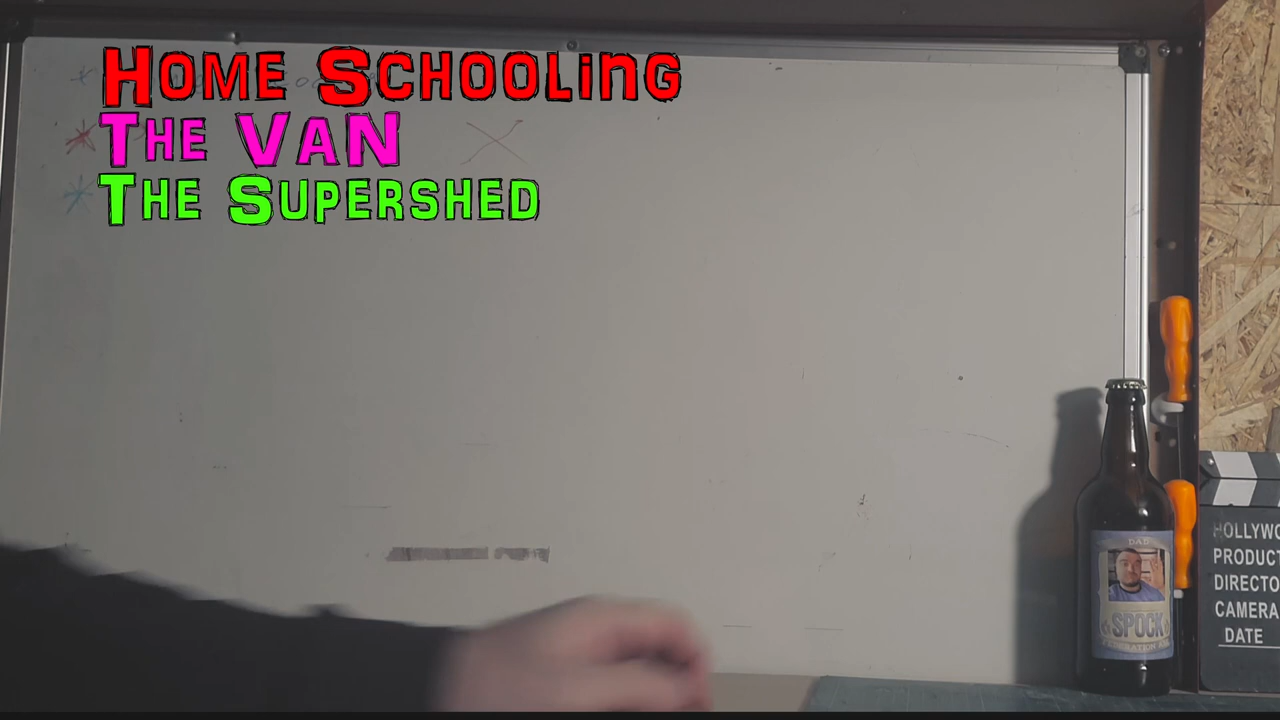 HOME SCHOOLiNG
THE VAN
THE SUPERSHED
DAD
SPOCK
HOLLYWO
PRODUCT
DIRECTO
CAMERA
DATE